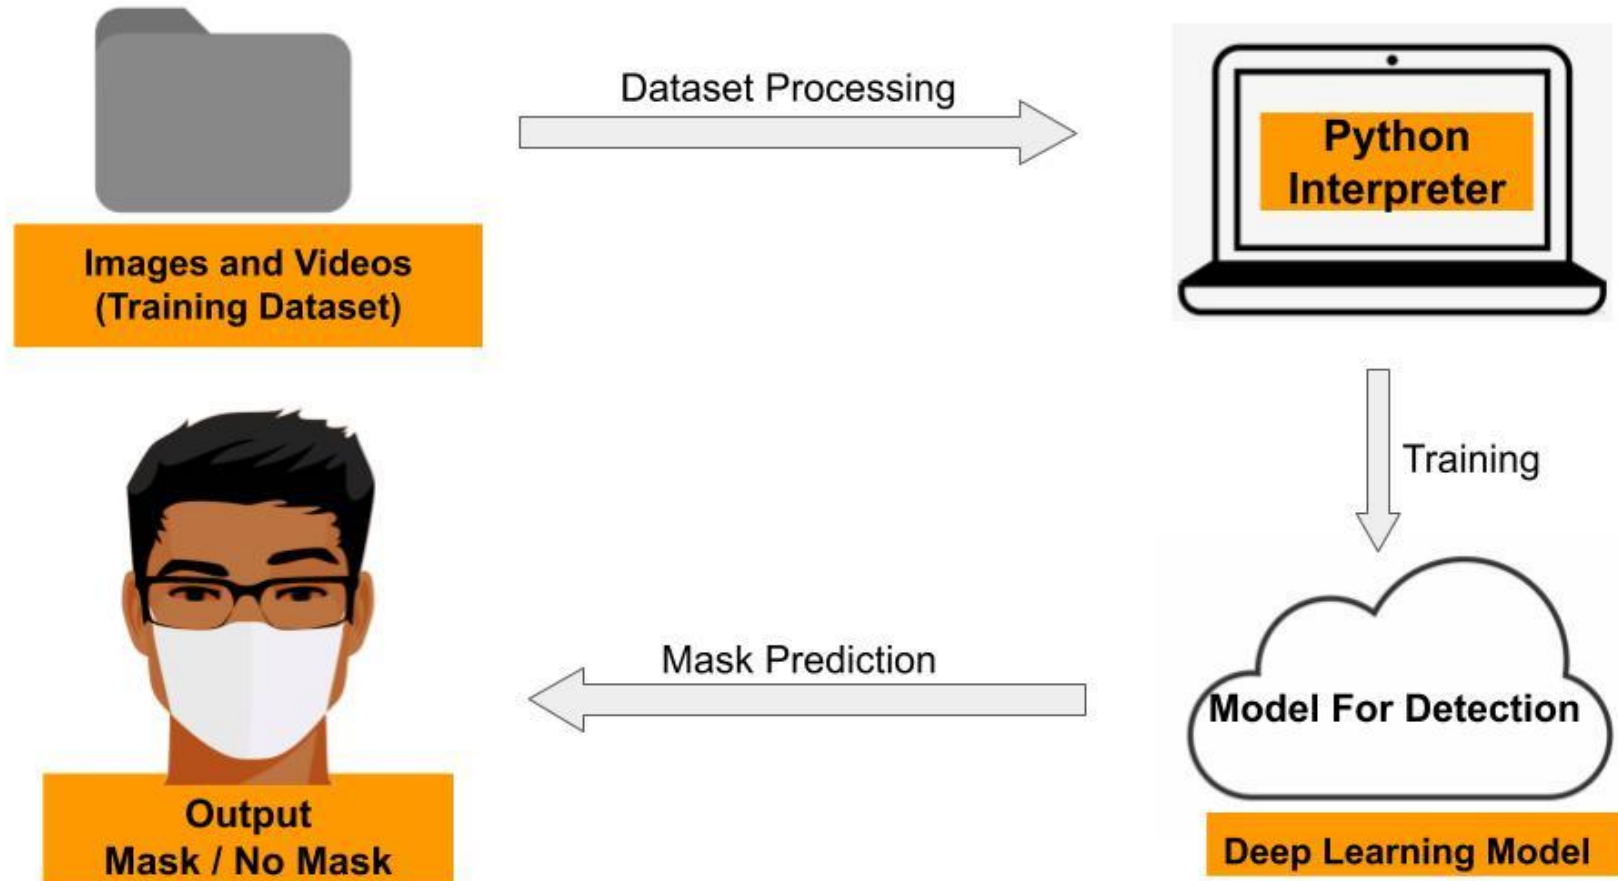 Dataset Processing
Python
Interpreter
Images and Videos
(Training Dataset)
Training
Mask Prediction
Model For Detection
Output
Mask / No Mask
Deep Learning Model